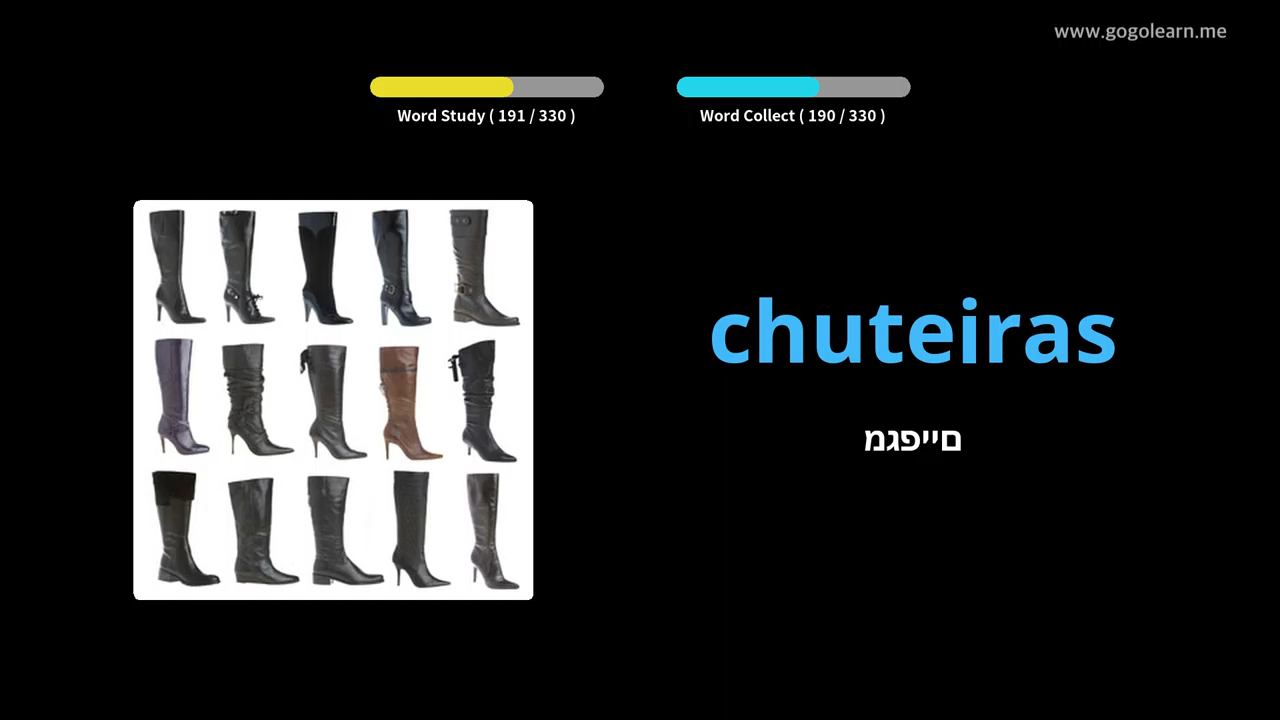 www.gogolearn.me
Word Study ( 191 / 330 )
Word Collect ( 190 / 330 )
chuteiras
םייפגמ